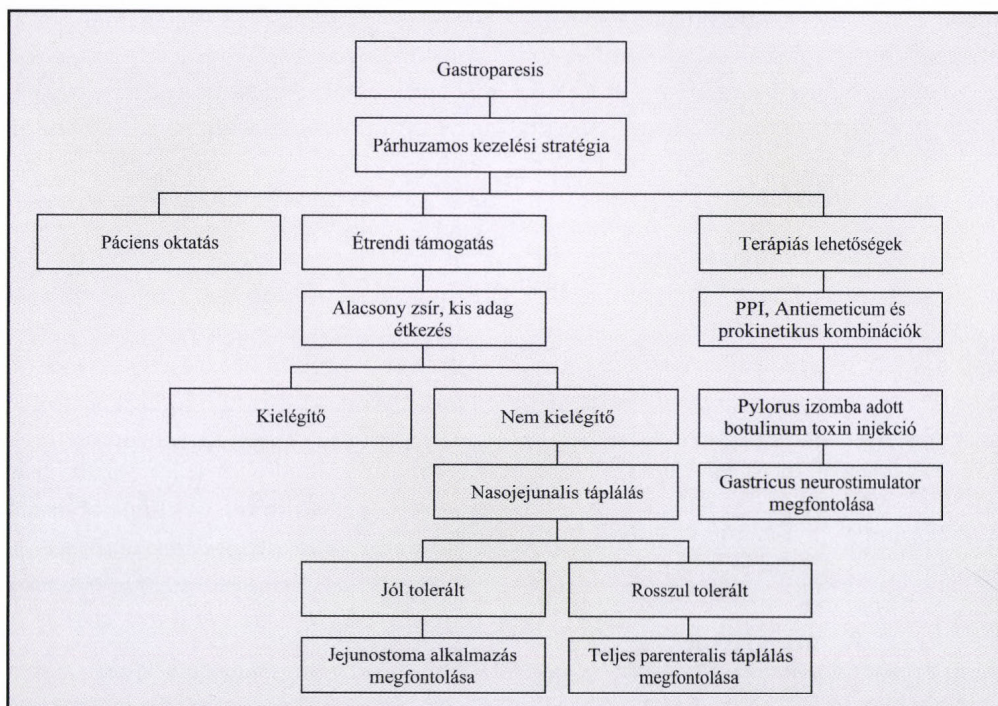 Gastroparesis
Párhuzamos kezelési stratégia
Páciens oktatás
Étrendi támogatás
Terápiás lehetőségek
Alacsony zsír, kis adag
étkezés
PPI, Antiemeticum és
prokinetikus kombinációk
Kielégítő
Nem kielégítő
Pylorus izomba adott
botulinum toxin injekció
Nasojejunalis táplálás
Gastricus neurostimulator
megfontolása
Jól tolerált
Rosszul tolerált
Jejunostoma alkalmazás
megfontolása
Teljes parenteralis táplálás
megfontolása